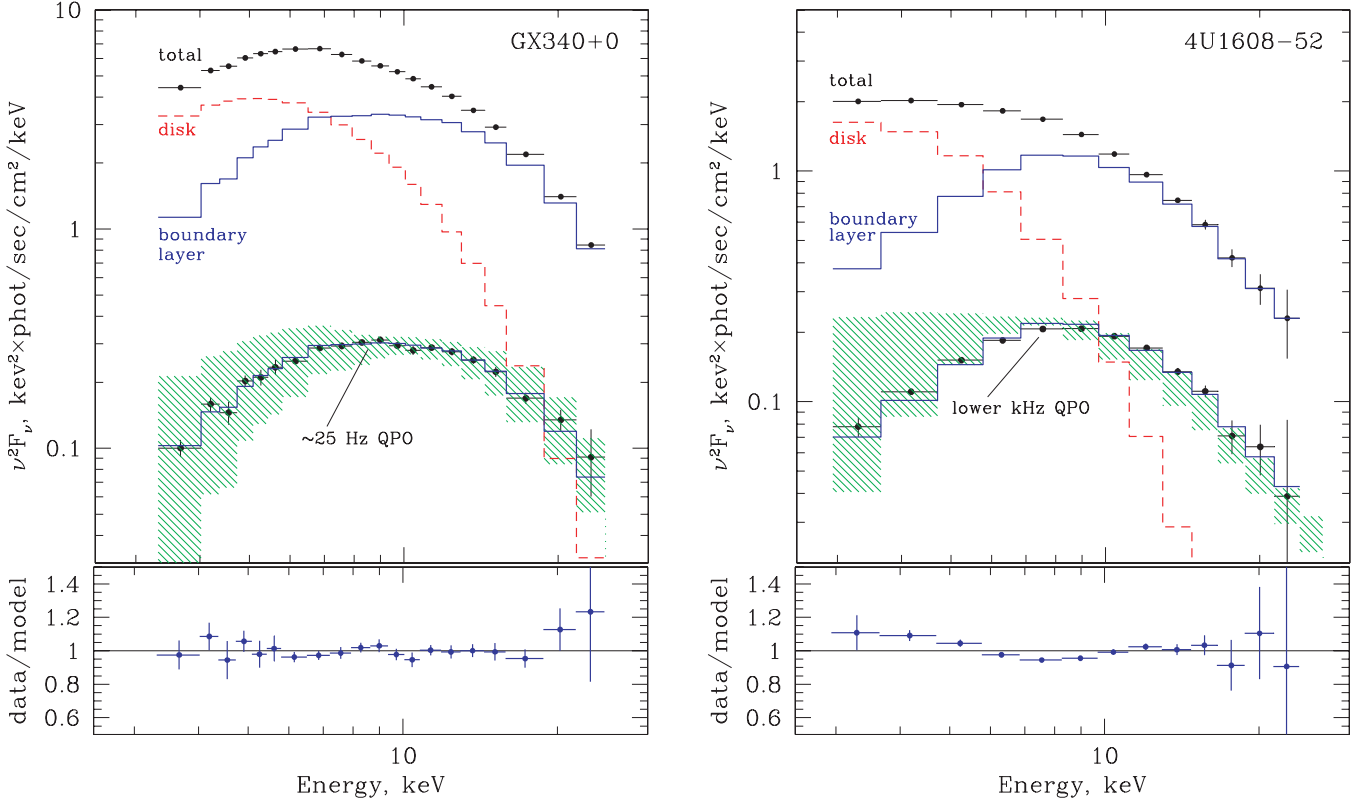 GX340+0
10
1
0.1
ν²Fᵥ, kev²×phot/sec/cm²/keV
total
disk
boundary
layer
~25 Hz QPO
1.4
1.2
1
0.8
0.6
data/model
10
Energy, keV
4U1608−52
1
0.1
ν²Fᵥ, kev²×phot/sec/cm²/keV
total
disk
boundary
layer
lower kHz QPO
1.4
1.2
1
0.8
0.6
data/model
10
Energy, keV